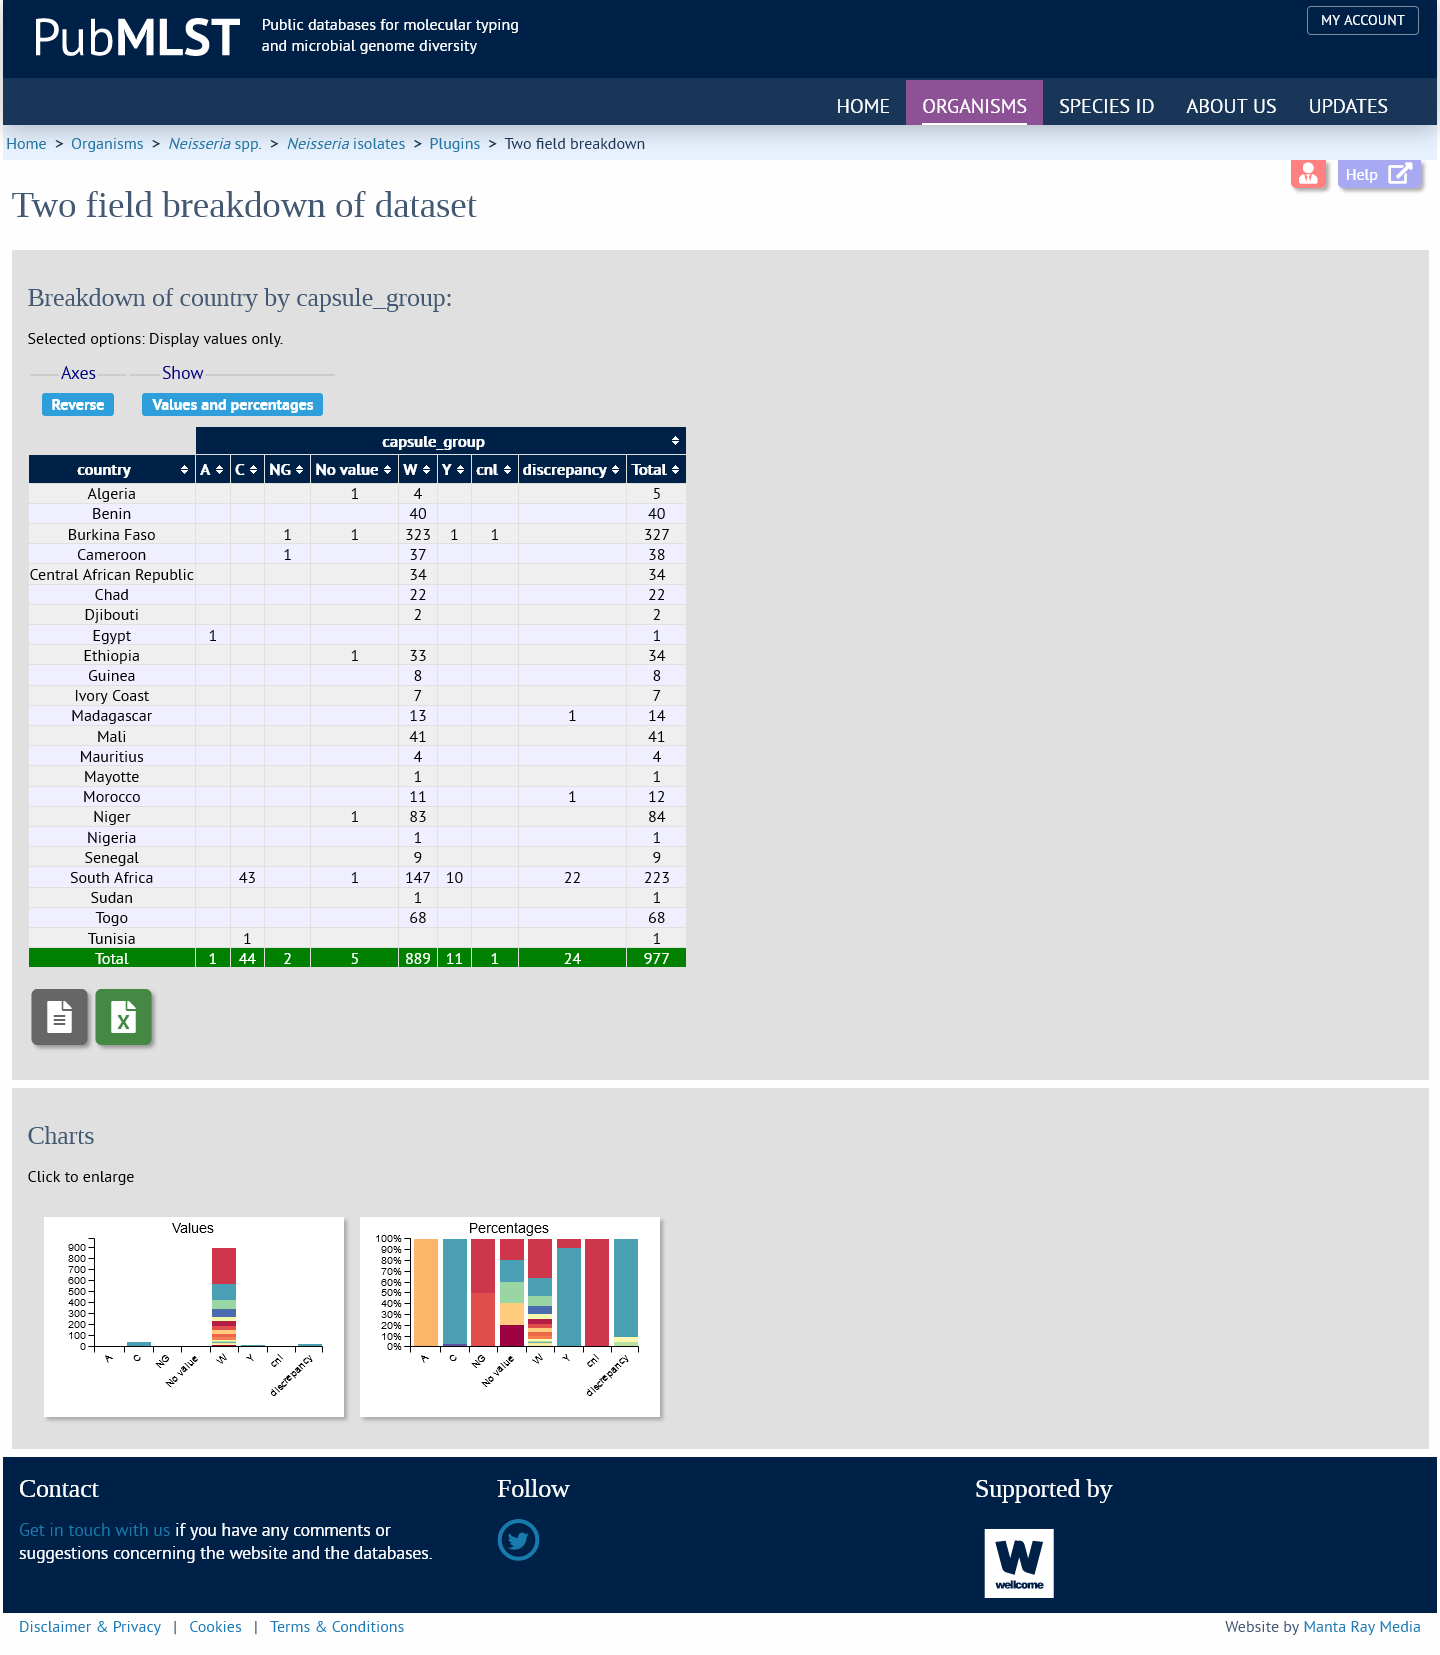 PubMLST
Public databases for molecular typing
and microbial genome diversity
MY ACCOUNT
HOME ORGANISMS SPECIES ID ABOUT US UPDATES
Home > Organisms > Neisseria spp. > Neisseria isolates > Plugins > Two field breakdown
Help
Two field breakdown of dataset
Breakdown of country by capsule_group:
Selected options: Display values only.
Axes Show
Reverse Values and percentages
capsule_group
country A C NG No value W Y cnl discrepancy Total
Algeria 1 4 5
Benin 40 40
Burkina Faso 1 1 323 1 1 327
Cameroon 1 37 38
Central African Republic 34 34
Chad 22 22
Djibouti 2 2
Egypt 1 1
Ethiopia 1 33 34
Guinea 8 8
Ivory Coast 7 7
Madagascar 13 1 14
Mali 41 41
Mauritius 4 4
Mayotte 1 1
Morocco 11 1 12
Niger 1 83 84
Nigeria 1 1
Senegal 9 9
South Africa 43 1 147 10 22 223
Sudan 1 1
Togo 68 68
Tunisia 1 1
Total 1 44 2 5 889 11 1 24 977
X
Charts
Click to enlarge
Values
900
800
700
600
500
400
300
200
100
0
A C NG No value W Y cnl discrepancy
Percentages
100%
90%
80%
70%
60%
50%
40%
30%
20%
10%
0%
A C NG No value W Y cnl discrepancy
Contact
Get in touch with us if you have any comments or
suggestions concerning the website and the databases.
Follow
Supported by
W
wellcome
Disclaimer & Privacy | Cookies | Terms & Conditions
Website by Manta Ray Media